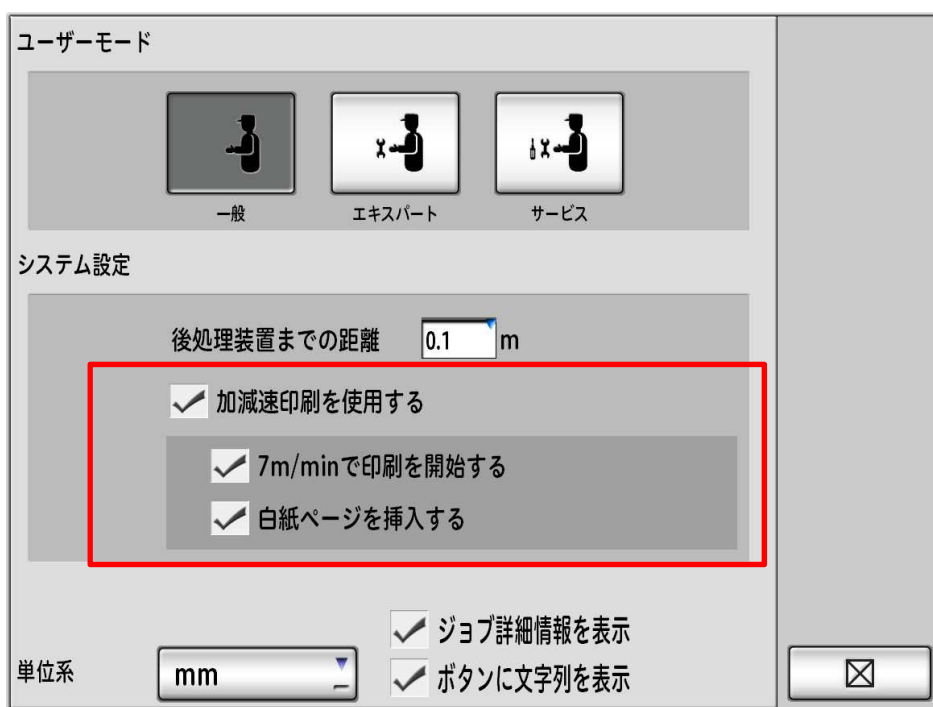 ユーザーモード
一般
エキスパート
サービス
システム設定
後処理装置までの距離 0.1 m
加減速印刷を使用する
7m/minで印刷を開始する
白紙ページを挿入する
ジョブ詳細情報を表示
単位系 mm ボタンに文字列を表示